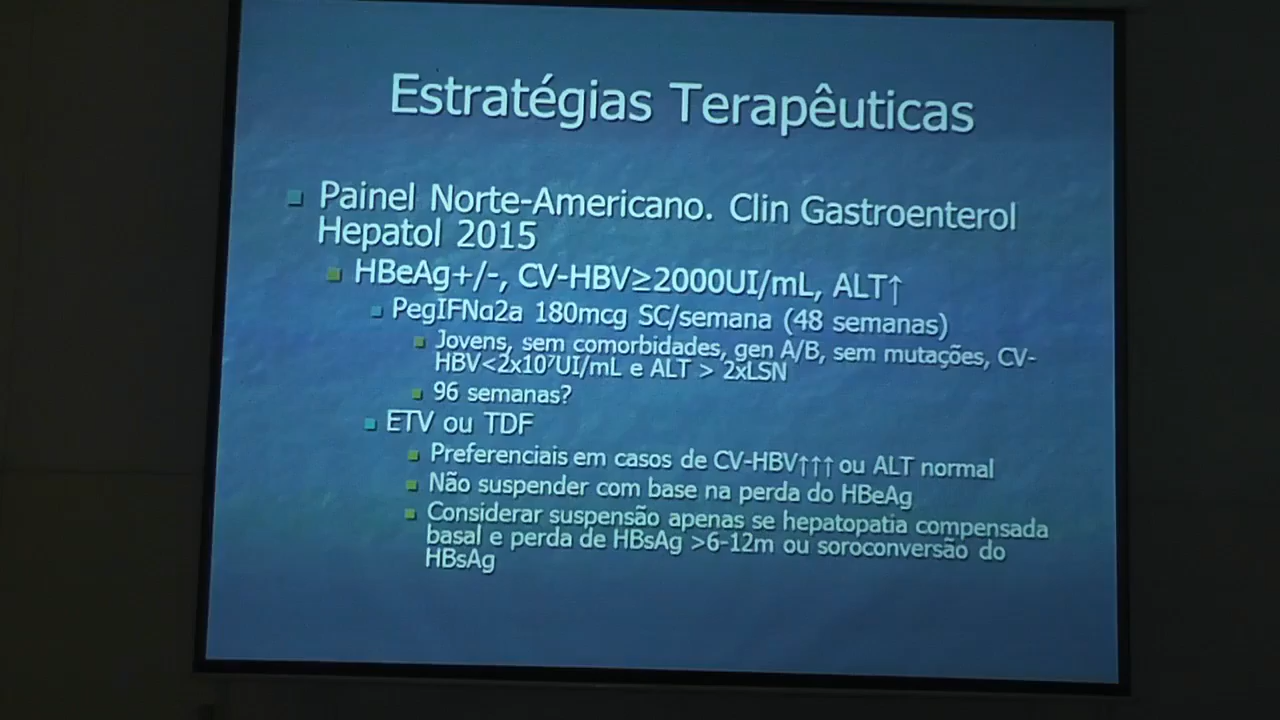 Estratégias Terapêuticas
Painel Norte-Americano. Clin Gastroenterol
Hepatol 2015
HBeAg+/-, CV-HBV≥2000UI/mL, ALT↑
PegIFNα2a 180mcg SC/semana (48 semanas)
Jovens, sem comorbidades, gen A/B, sem mutações, CV-
HBV<2x10⁷UI/mL e ALT > 2xLSN
96 semanas?
ETV ou TDF
Preferenciais em casos de CV-HBV↑↑↑ ou ALT normal
Não suspender com base na perda do HBeAg
Considerar suspensão apenas se hepatopatia compensada
basal e perda de HBsAg >6-12m ou soroconversão do
HBsAg